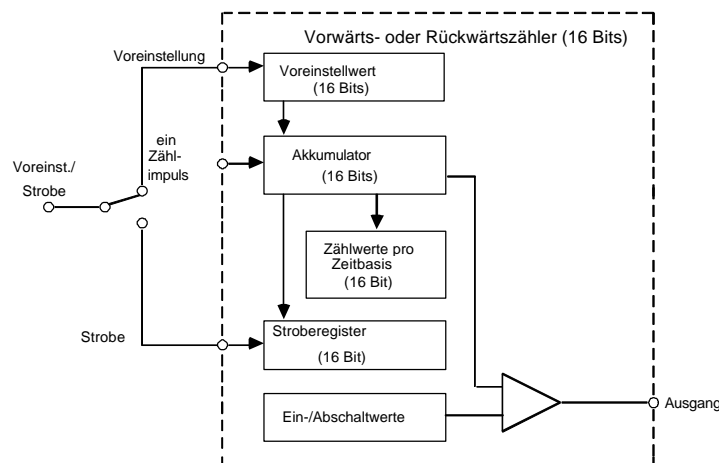 Vorwärts- oder Rückwärtszähler (16 Bits)
Voreinstellung
Voreinstellwert
(16 Bits)
ein
Zähl-
impuls
Voreinst./
Strobe
Akkumulator
(16 Bits)
Zählwerte pro
Zeitbasis
(16 Bit)
Strobe
Stroberegister
(16 Bit)
Ein-/Abschaltwerte
Ausgang